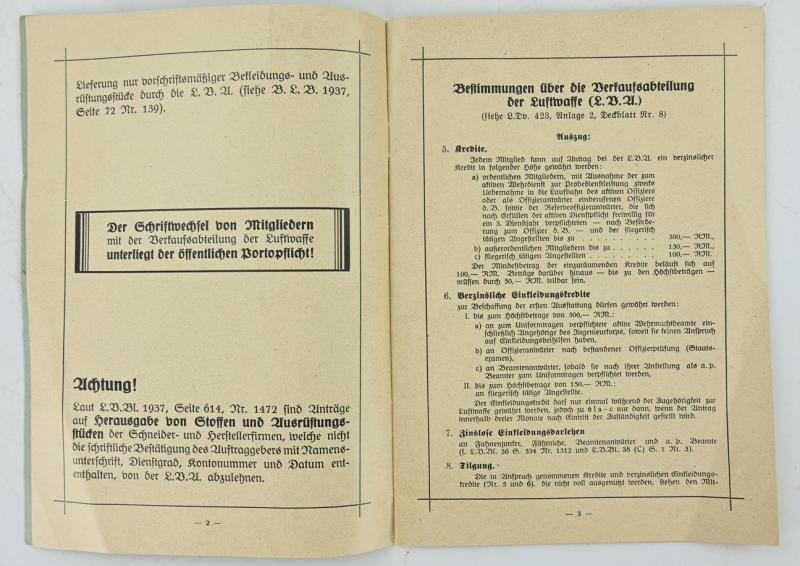 Lieferung nur vorschriftsmäßiger Bekleidungs- und Aus-
rüstungsstücke durch die L. V. A. (siehe B. L. B. 1937,
Seite 72 Nr. 139).
Der Schriftwechsel von Mitgliedern
mit der Verkaufsabteilung der Luftwaffe
unterliegt der öffentlichen Portopflicht!
Achtung!
Laut L.V.Bl. 1937, Seite 614, Nr. 1472 sind Anträge
auf Herausgabe von Stoffen und Ausrüstungs-
stücken der Schneider- und Herstellerfirmen, welche nicht
die schriftliche Bestätigung des Auftraggebers mit Namens-
unterschrift, Dienstgrad, Kontonummer und Datum ent-
enthalten, von der L.V.A. abzulehnen.
— 2 —
Bestimmungen über die Verkaufsabteilung
der Luftwaffe (L.V.A.)
(siehe L.Dv. 423, Anlage 2, Deckblatt Nr. 8)
Auszug:
5. Kredite.
Jedem Mitglied kann auf Antrag bei der L.V.A. ein verzinslicher
Kredit in folgender Höhe gewährt werden:
a) ordentlichen Mitgliedern, mit Ausnahme der zum
aktiven Wehrdienst zur Probedienstleistung zwecks
Uebernahme in die Laufbahn des aktiven Offiziers
oder als Offizieranwärter einberufenen Offiziere
d. B. sowie der Reserveoffizieranwärter, die sich
nach Erfüllen der aktiven Dienstpflicht freiwillig für
ein 3. Dienstjahr verpflichten — nach Beförde-
rung zum Offizier d. B. — und der fliegerisch
tätigen Angestellten bis zu . . . . . . . . . . 300,— RM.,
b) außerordentlichen Mitgliedern bis zu . . . . . . 150,— RM.,
c) fliegerisch tätigen Angestellten . . . . . . . . 100,— RM.
Der Mindestbetrag der einzuräumenden Kredite beläuft sich auf
100,— RM. Beträge darüber hinaus — bis zu den Höchstbeträgen —
müssen durch 50,— RM. teilbar sein.
6. Verzinsliche Einkleidungskredite
zur Beschaffung der ersten Ausstattung dürfen gewährt werden:
I. bis zum Höchstbetrage von 500,— RM.:
a) an zum Uniformtragen verpflichtete aktive Wehrmachtbeamte ein-
schließlich Angehörige des Ingenieurkorps, soweit sie keinen Anspruch
auf Einkleidungsbeihilfen haben,
b) an Offizieranwärter nach bestandener Offizierprüfung (Staats-
examen),
c) an Beamtenanwärter, sobald sie nach ihrer Anstellung als a. p.
Beamter zum Uniformtragen verpflichtet werden,
II. bis zum Höchstbetrage von 150,— RM.:
an fliegerisch tätige Angestellte.
Der Einkleidungskredit darf nur einmal während der Zugehörigkeit zur
Luftwaffe gewährt werden, jedoch zu 6 I a–c nur dann, wenn der Antrag
innerhalb dreier Monate nach Eintritt der Zuständigkeit gestellt wird.
7. Zinslose Einkleidungsdarlehen
an Fahnenjunker, Fähnriche, Beamtenanwärter und a. p. Beamte
(L.V.Bl. 36 S. 534 Nr. 1312 und L.V.Bl. 38 (C) S. 1 Nr. 3).
8. Tilgung.
Die in Anspruch genommenen Kredite und verzinslichen Einkleidungs-
kredite (Nr. 5 und 6), die nicht voll ausgenutzt werden, stehen den Mit-
— 3 —